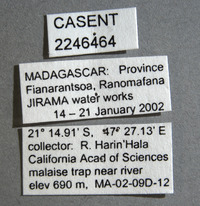 CASENT
2246464
MADAGASCAR: Province
Fianarantsoa, Ranomafana
JIRAMA water works
14 – 21 January 2002
21° 14.91' S, 47° 27.13' E
collector: R. Harin'Hala
California Acad of Sciences
malaise trap near river
elev 690 m, MA-02-09D-12